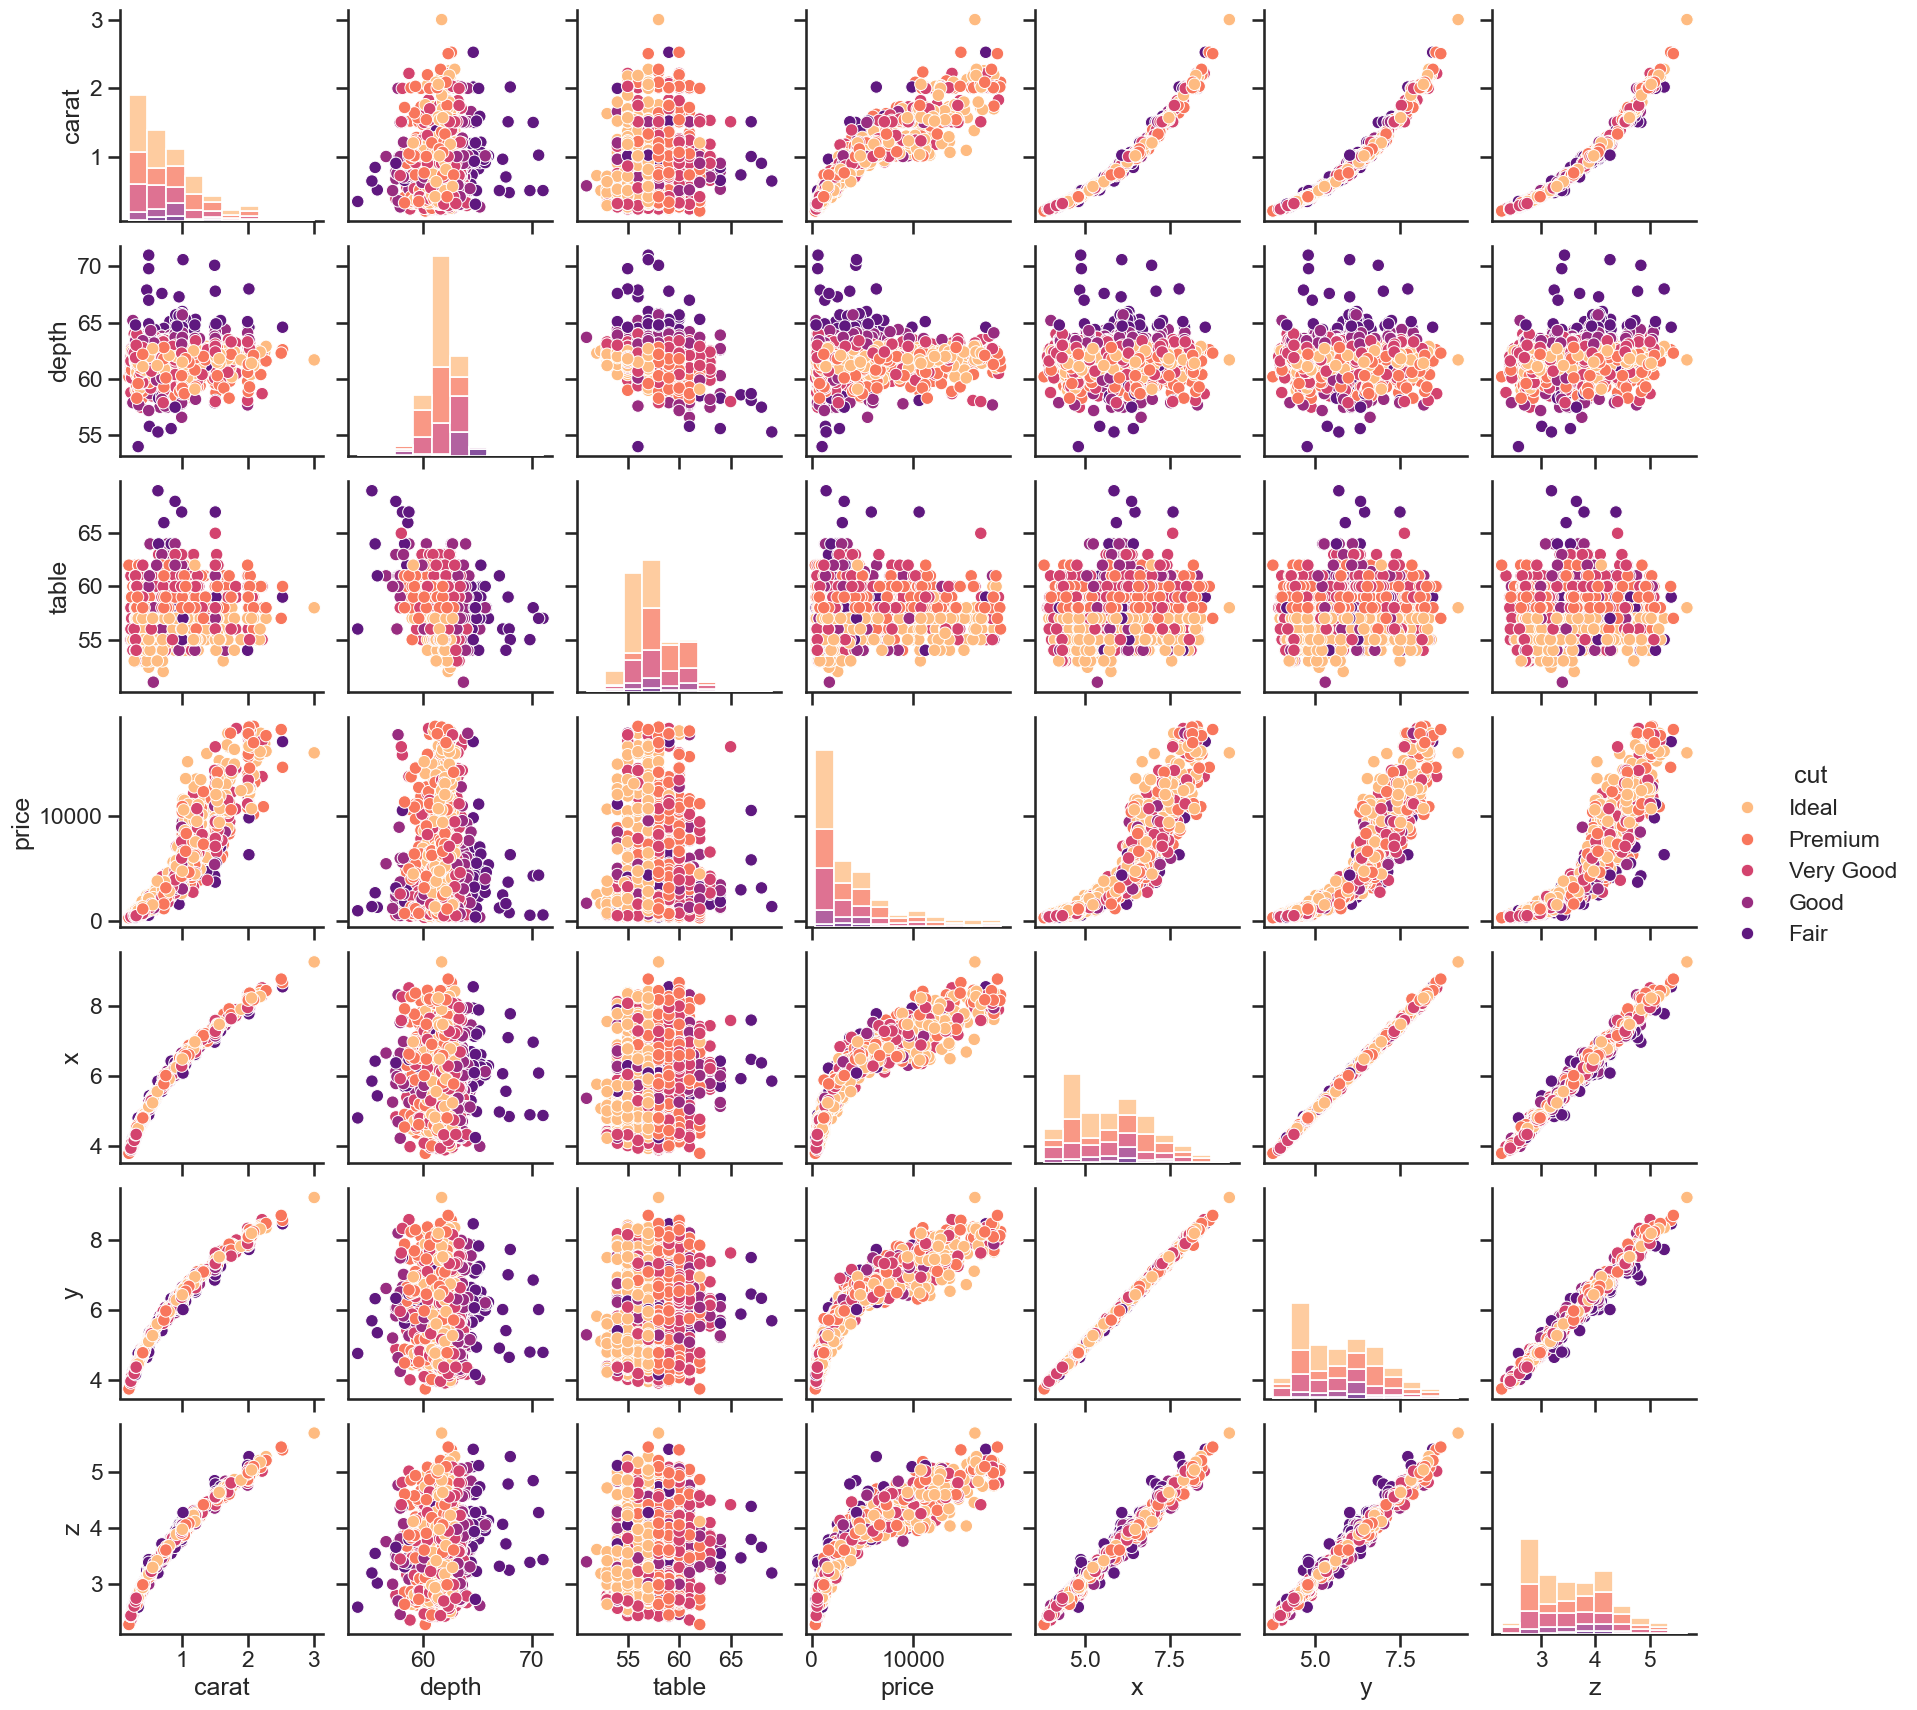 3
2
1
carat
70
65
60
55
depth
65
60
55
table
10000
0
price
cut
Ideal
Premium
Very Good
Good
Fair
8
6
4
x
8
6
4
y
5
4
3
z
1 2 3 60 70 55 60 65 0 10000 5.0 7.5 5.0 7.5 3 4 5
carat depth table price x y z